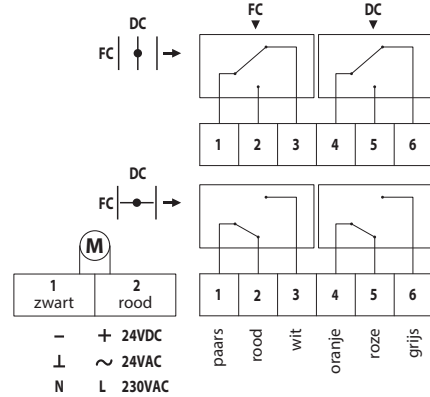 FC DC
DC
FC
1 2 3 4 5 6
DC
FC
M
1 2
zwart rood
1 2 3 4 5 6
paars rood wit oranje roze grijs
– + 24VDC
⊥ ~ 24VAC
N L 230VAC